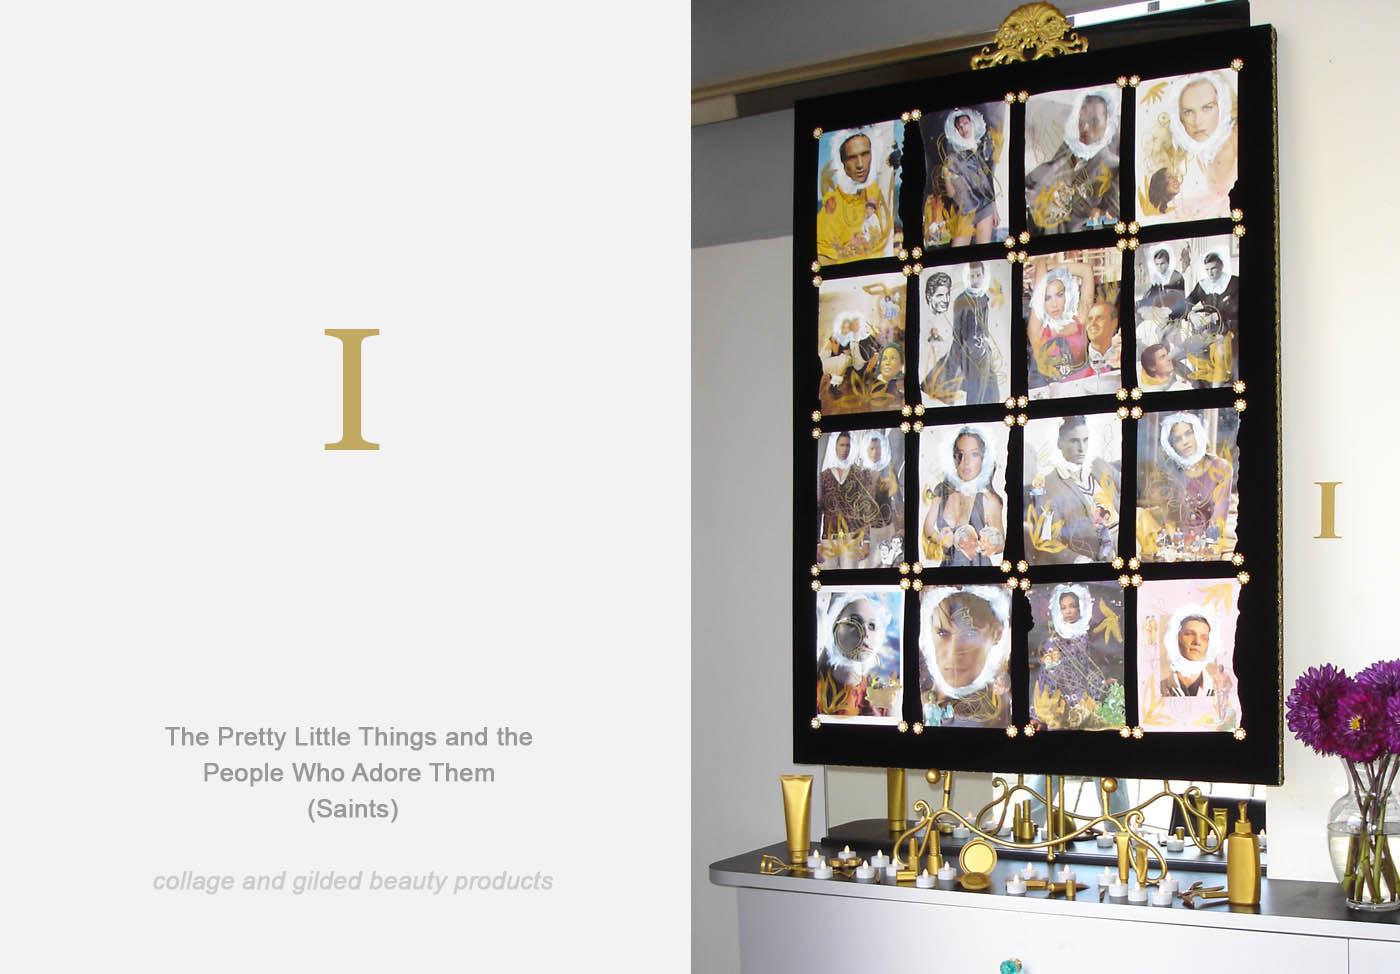 I
The Pretty Little Things and the
People Who Adore Them
(Saints)
collage and gilded beauty products
I